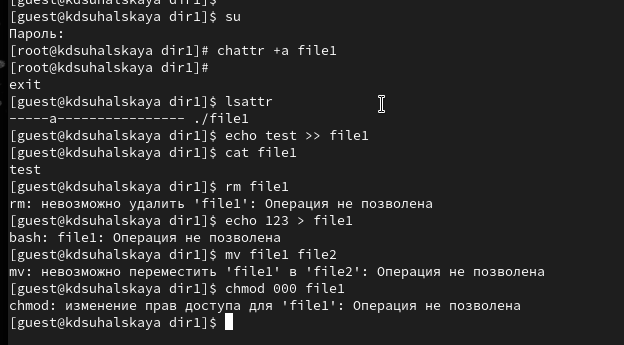 [guest@kdsuhalskaya dir1]$ su
Пароль:
[root@kdsuhalskaya dir1]# chattr +a file1
[root@kdsuhalskaya dir1]#
exit
[guest@kdsuhalskaya dir1]$ lsattr
-----a---------------- ./file1
[guest@kdsuhalskaya dir1]$ echo test >> file1
[guest@kdsuhalskaya dir1]$ cat file1
test
[guest@kdsuhalskaya dir1]$ rm file1
rm: невозможно удалить 'file1': Операция не позволена
[guest@kdsuhalskaya dir1]$ echo 123 > file1
bash: file1: Операция не позволена
[guest@kdsuhalskaya dir1]$ mv file1 file2
mv: невозможно переместить 'file1' в 'file2': Операция не позволена
[guest@kdsuhalskaya dir1]$ chmod 000 file1
chmod: изменение прав доступа для 'file1': Операция не позволена
[guest@kdsuhalskaya dir1]$